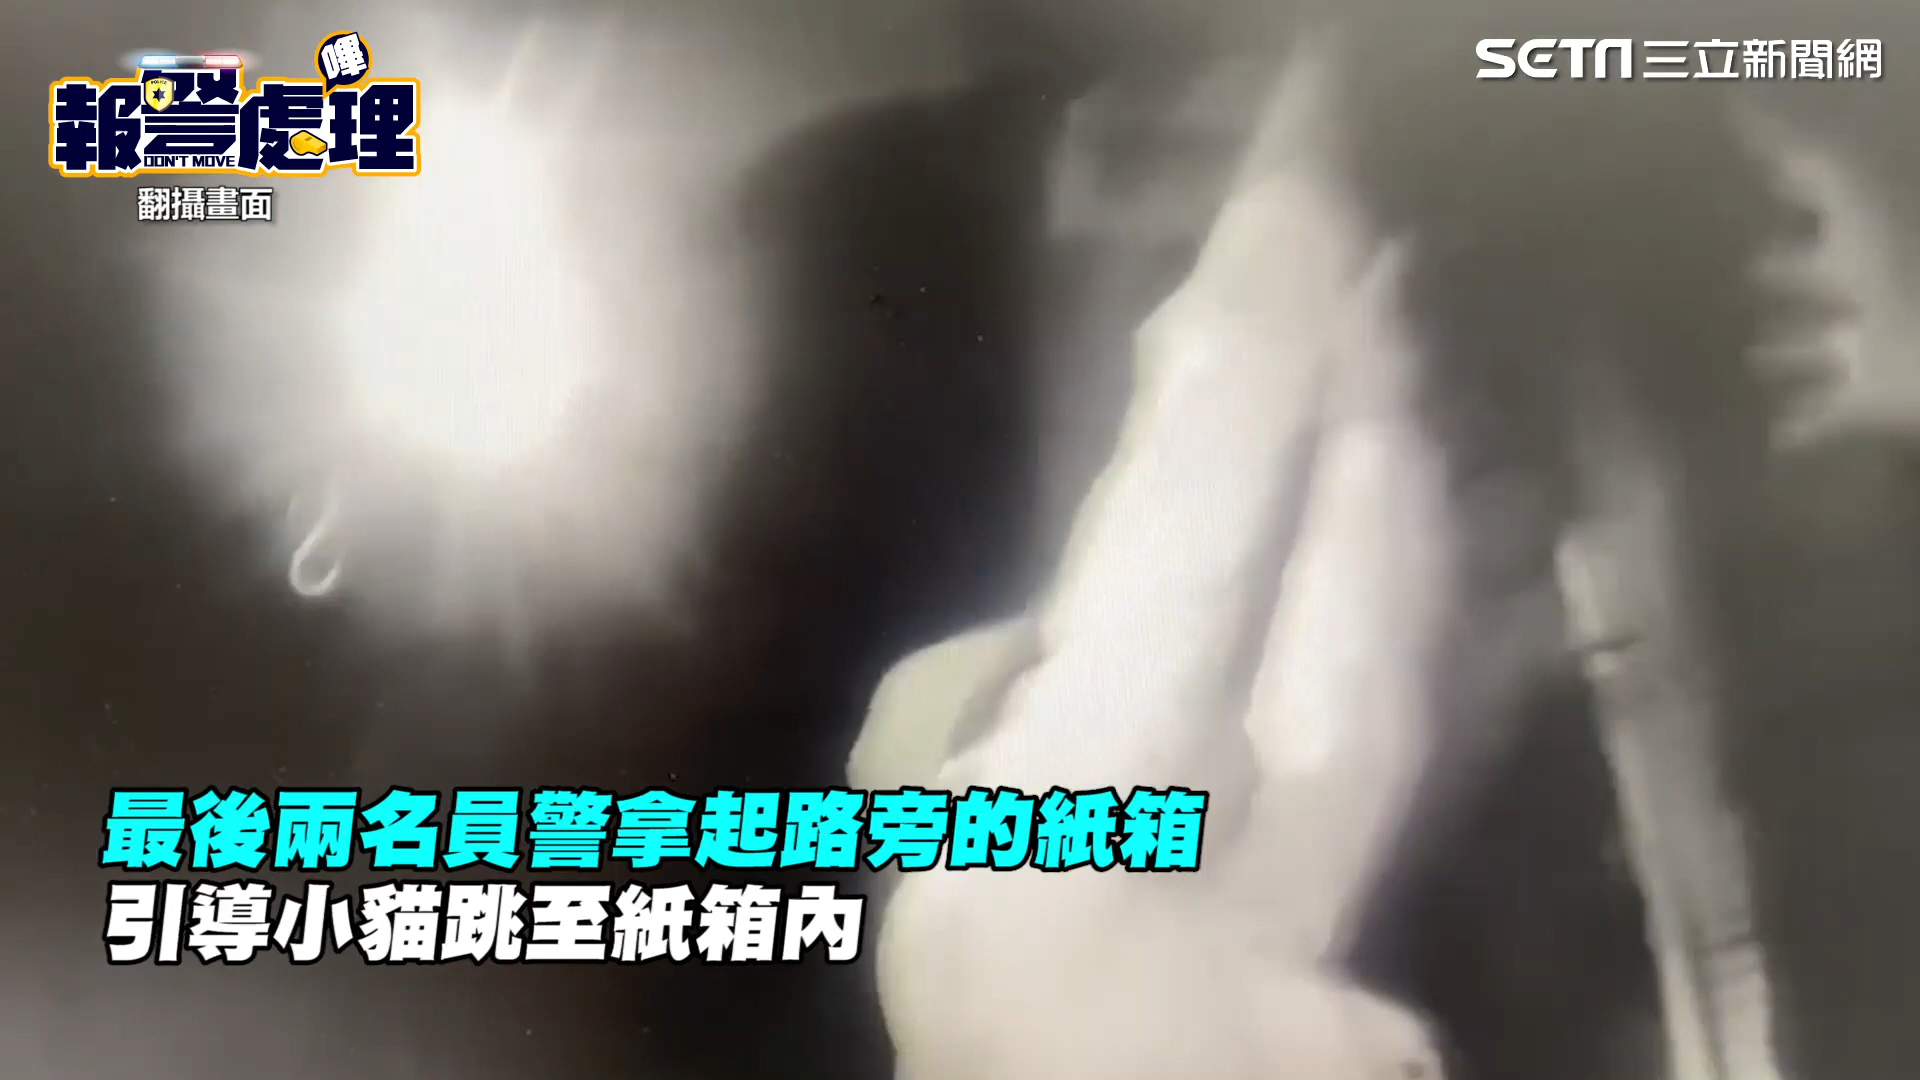 嗶
報警處理
DON'T MOVE
翻攝畫面
SETN三立新聞網
最後兩名員警拿起路旁的紙箱
引導小貓跳至紙箱內